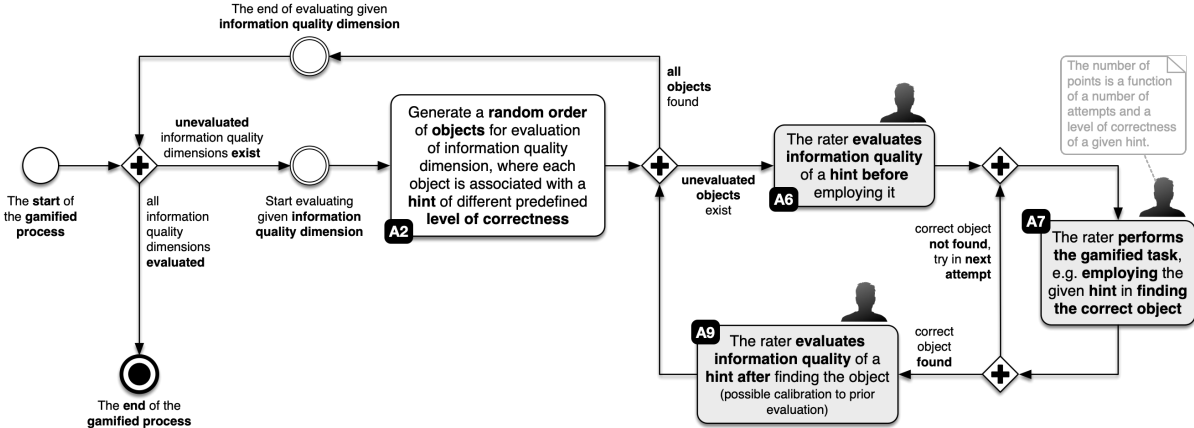 The end of evaluating given
information quality dimension
unevaluated
information quality
dimensions exist
The start of
the gamified
process
all
information
quality
dimensions
evaluated
The end of the
gamified process
Start evaluating
given information
quality dimension
Generate a random order
of objects for evaluation
of information quality
dimension, where each
object is associated with a
hint of different predefined
level of correctness
A2
all
objects
found
unevaluated
objects
exist
The rater evaluates
information quality
of a hint before
employing it
A6
The number of
points is a function
of a number of
attempts and a
level of correctness
of a given hint.
A7
The rater performs
the gamified task,
e.g. employing the
given hint in finding
the correct object
correct object
not found,
try in next
attempt
correct
object
found
A9
The rater evaluates
information quality of a
hint after finding the object
(possible calibration to prior
evaluation)